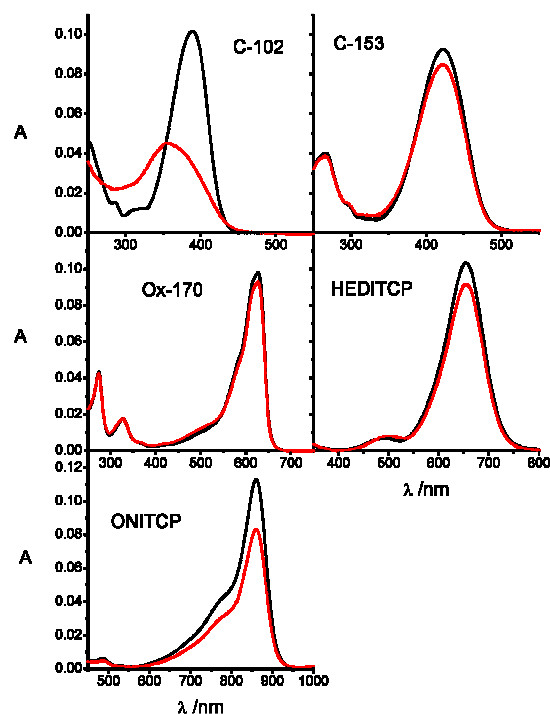 0.10 C-102 C-153
0.08
0.06
A
0.04
0.02
0.00
300 400 500 300 400 500
0.10 Ox-170 HEDITCP
0.08
0.06
A
0.04
0.02
0.00
300 400 500 600 700 400 500 600 700 800
0.12 λ /nm
0.10 ONITCP
0.08
A
0.06
0.04
0.02
0.00
500 600 700 800 900 1000
λ /nm